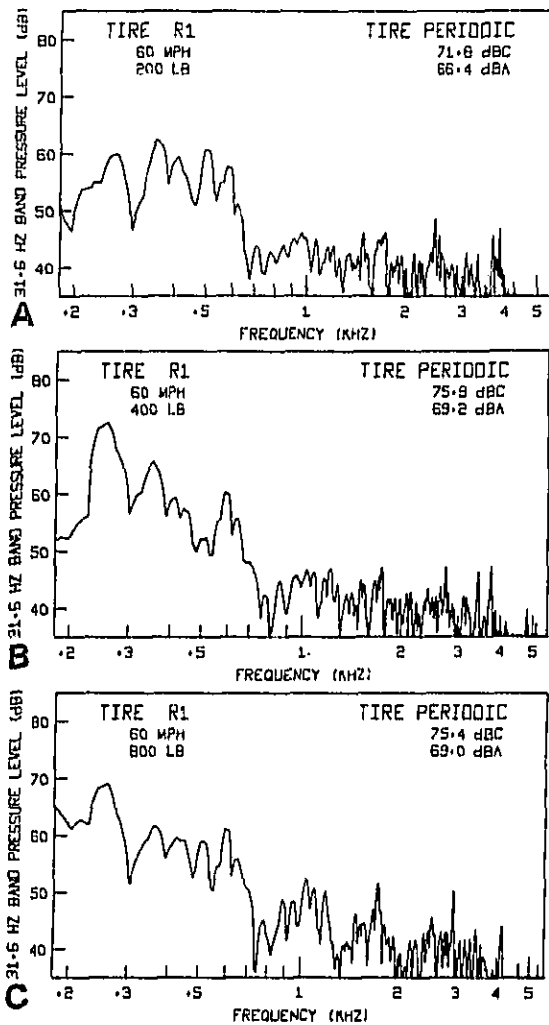 TIRE R1
60 MPH
200 LB
TIRE PERIODIC
71.8 dBC
66.4 dBA
31.6 HZ BAND PRESSURE LEVEL (dB)
80
70
60
50
40
A
.2 .3 .5 1 2 3 4 5
FREQUENCY (KHZ)
TIRE R1
60 MPH
400 LB
TIRE PERIODIC
75.9 dBC
69.2 dBA
31.6 HZ BAND PRESSURE LEVEL (dB)
80
70
60
50
40
B
.2 .3 .5 1. 2 3 4 5
FREQUENCY (KHZ)
TIRE R1
60 MPH
800 LB
TIRE PERIODIC
75.4 dBC
69.0 dBA
31.6 HZ BAND PRESSURE LEVEL (dB)
80
70
60
50
40
C
.2 .3 .5 1 2 3 4 5
FREQUENCY (KHZ)